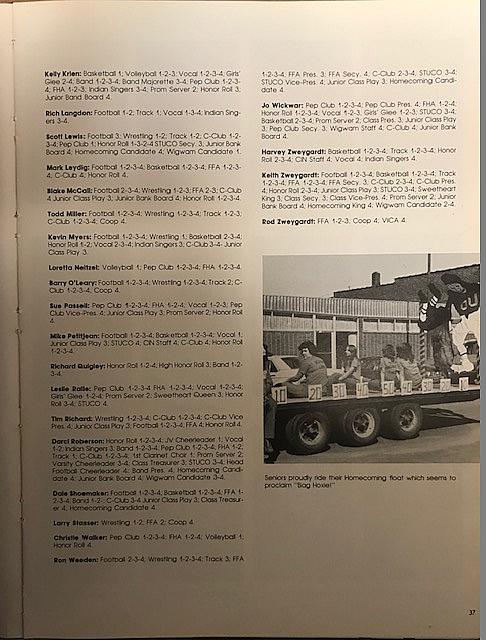 Kelly Krien: Basketball 1; Volleyball 1-2-3; Vocal 1-2-3-4; Girls'
Glee 2-4; Band 1-2-3-4; Band Majorette 3-4; Pep Club 1-2-3-
4; FHA 1-2-3; Indian Singers 3-4; Prom Server 2; Honor Roll 3;
Junior Band Board 4.
Rich Langdon: Football 1-2; Track 1; Vocal 1-3-4; Indian Sing-
ers 3-4.
Scott Lewis: Football 3; Wrestling 1-2; Track 1-2; C-Club 1-2-
3-4; Pep Club 1; Honor Roll 1-3-2-4 STUCO Secy. 3; Junior Bank
Board 4; Homecoming Candidate 4; Wigwam Candidate 1.
Mark Leydig: Football 1-2-3-4; Basketball 1-2-3-4; FFA 1-2-3-
4; C-Club 4; Honor Roll 4.
Blake McCall: Football 2-3-4; Wrestling 1-2-3; FFA 2-3; C-Club
4 Junior Class Play 3; Junior Bank Board 4; Honor Roll 1-2-3-4.
Todd Miller: Football 1-2-3-4; Wrestling 1-2-3-4; Track 1-2-3;
C-Club 1-2-3-4; Coop 4.
Kevin Myers: Football 1-2-3-4; Wrestling 1; Basketball 2-3-4;
Honor Roll 1-2; Vocal 2-3-4; Indian Singers 3; C-Club 3-4- Junior
Class Play 3.
Loretta Neitzel: Volleyball 1; Pep Club 1-2-3-4; FHA 1-2-3-4.
Barry O'Leary: Football 1-2-3-4; Wrestling 1-2-3-4; Track 2; C-
Club 1-2-3-4; Coop 4.
Sue Passell: Pep Club 1-2-3-4; FHA 1-2-4; Vocal 1-2-3; Pep
Club Vice-Pres. 4; Junior Class Play 3; Prom Server 2; Honor Roll
4.
Mike Petitjean: Football 1-2-3-4; Basketball 1-2-3-4; Vocal 1;
Junior Class Play 3; STUCO 4; CIN Staff 4; C-Club 4; Honor Roll
1-2-3-4.
Richard Quigley: Honor Roll 1-2-4; High Honor Roll 3; Band 1-2-
3-4.
Leslie Raile: Pep Club 1-2-3-4 FHA 1-2-3-4; Vocal 1-2-3-4;
Girls' Glee 1-2-4; Prom Server 2; Sweetheart Queen 3; Honor
Roll 3-4; STUCO 4.
Tim Richard: Wrestling 1-2-3-4; C-Club 1-2-3-4; C-Club Vice
Pres. 4; Junior Class Play 3; Football 1-2-3-4; FFA 4; Honor Roll 4.
Darci Roberson: Honor Roll 1-2-3-4; JV Cheerleader 1; Vocal
1-2; Indian Singers 3; Band 1-2-3-4; Pep Club 1-2-3-4; FHA 1-2;
Track 1; C-Club 1-2-3-4; 1st Clarinet Choir 1; Prom Server 2;
Varsity Cheerleader 3-4; Class Treasurer 3; STUCO 3-4; Head
Football Cheerleader 4; Band Pres. 4; Homecoming Candi-
date 4; Junior Bank Board 4; Wigwam Candidate 3-4.
Dale Shoemaker: Football 1-2-3-4; Basketball 1-2-3-4; FFA 1-
2-3-4; Band 1-2; C-Club 3-4 Junior Class Play 3; Class Treasur-
er 4, Homecoming Candidate 4.
Larry Stasser: Wrestling 1-2; FFA 2; Coop 4.
Christie Walker: Pep Club 1-2-3-4; FHA 1-2-4; Volleyball 1;
Honor Roll 4.
Ron Weeden: Football 2-3-4; Wrestling 1-2-3-4; Track 3; FFA
1-2-3-4; FFA Pres. 3; FFA Secy. 4; C-Club 2-3-4, STUCO 3-4;
STUCO Vice-Pres. 4; Junior Class Play 3; Homecoming Candi-
date 4.
Jo Wickwar: Pep Club 1-2-3-4; Pep Club Pres. 4; FHA 1-2-4;
Honor Roll 1-2-3-4; Vocal 1-2-3; Girls' Glee 1-2-3; STUCO 3-4;
Basketball 2-3-4; Prom Server 2; Class Pres. 3; Junior Class Play
3; Pep Club Secy. 3; Wigwam Staff 4; C-Club 4; Junior Bank
Board 4.
Harvey Zweygardt: Basketball 1-2-3-4; Track 1-2-3-4; Honor
Roll 2-3-4; CIN Staff 4; Vocal 4; Indian Singers 4.
Keith Zweygardt: Football 1-2-3-4; Basketball 1-2-3-4; Track
1-2-3-4; FFA 1-2-3-4; FFA Secy. 3; C-Club 2-3-4; C-Club Pres.
4; Honor Roll 2-3-4; Junior Class Play 3; STUCO 3-4; Sweetheart
King 3; Class Secy. 3; Class Vice-Pres. 4; Prom Server 2; Junior
Bank Board 4; Homecoming King 4; Wigwam Candidate 2-4.
Rod Zweygardt: FFA 1-2-3; Coop 4; VICA 4.
10 20 30 40 50 40 30 20 1
Seniors proudly ride their Homecoming float which seems to
proclaim "Bag Hoxie!"
37